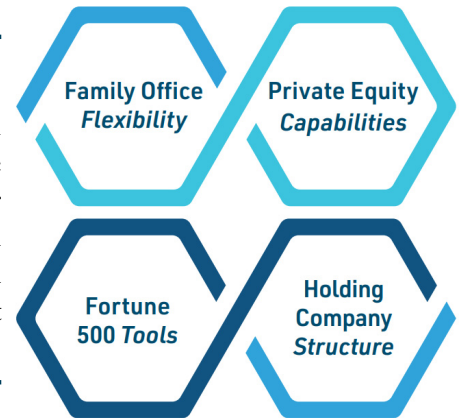 Family Office
Flexibility
Private Equity
Capabilities
Fortune
500 Tools
Holding
Company
Structure